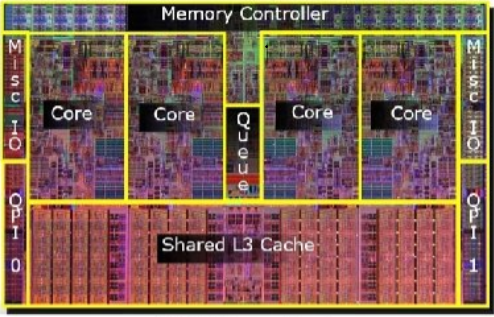 Memory Controller
Misc IO
Core
Core
Queue
Core
Core
Misc IO
QPI 0
Shared L3 Cache
QPI 1